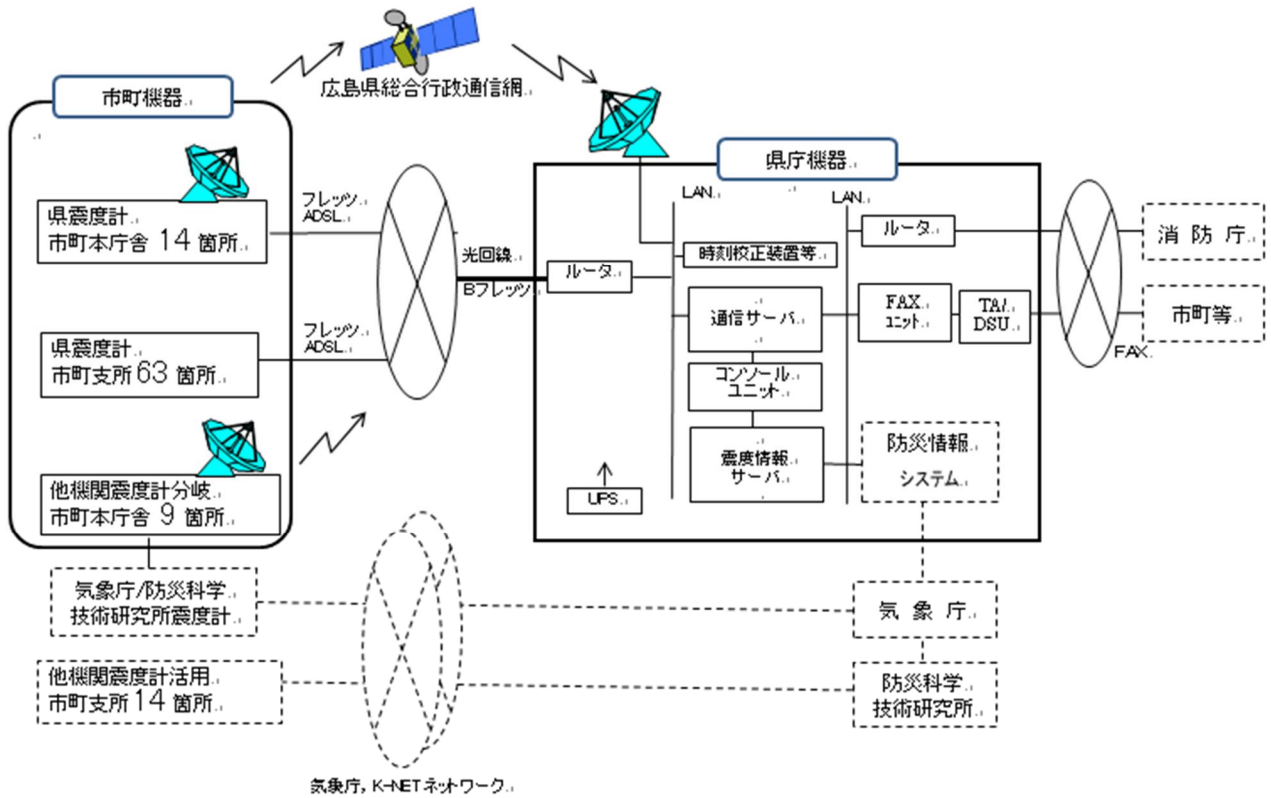 広島県総合行政通信網
市町機器
県震度計
市町本庁舎 14 箇所
フレッツ
ADSL
県震度計
市町支所 63 箇所
フレッツ
ADSL
他機関震度計分岐
市町本庁舎 9 箇所
光回線
Bフレッツ
県庁機器
LAN
LAN
ルータ
ルータ
時刻校正装置等
通信サーバ
FAX
ユニット
TA/
DSU
コンソール
ユニット
震度情報
サーバ
防災情報
システム
UPS
消 防 庁
市町等
FAX
気象庁/防災科学
技術研究所震度計
気 象 庁
他機関震度計活用
市町支所 14 箇所
防災科学
技術研究所
気象庁，K-NETネットワーク